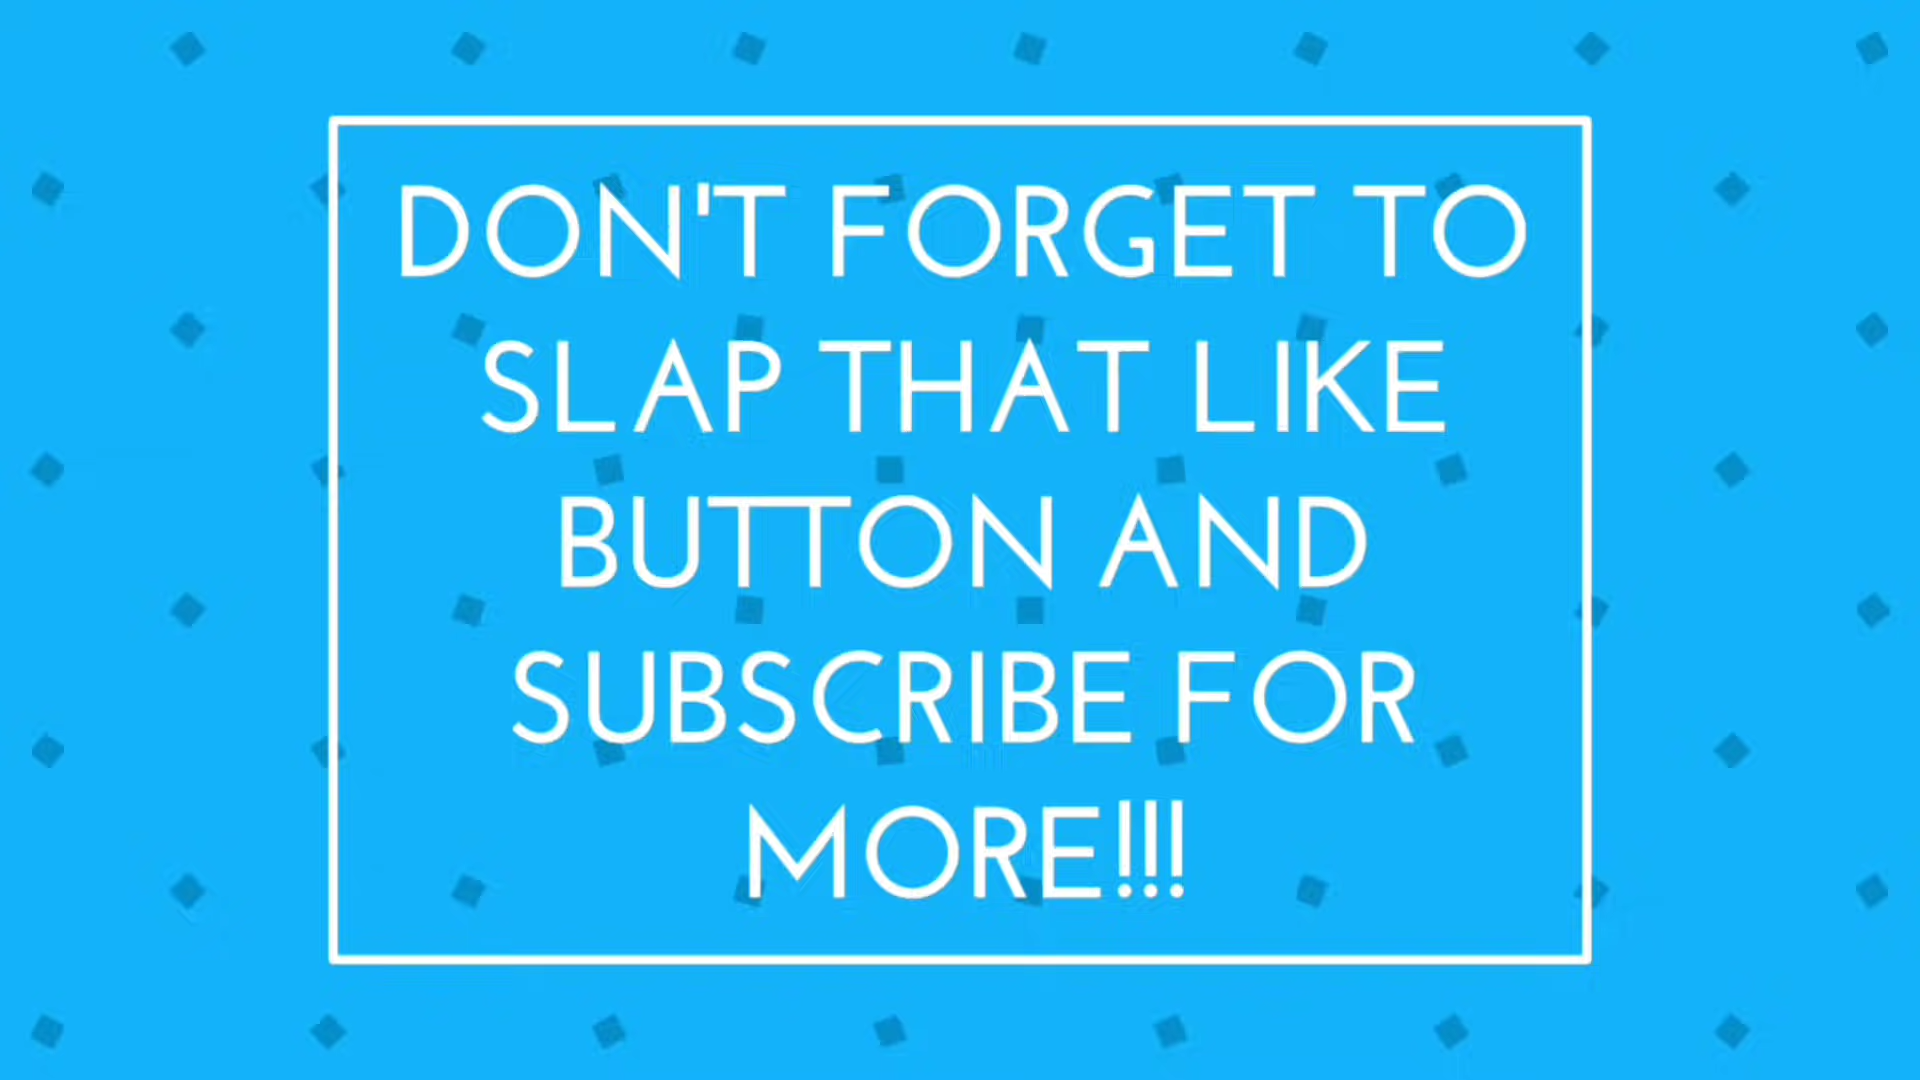 DON'T FORGET TO
SLAP THAT LIKE
BUTTON AND
SUBSCRIBE FOR
MORE!!!